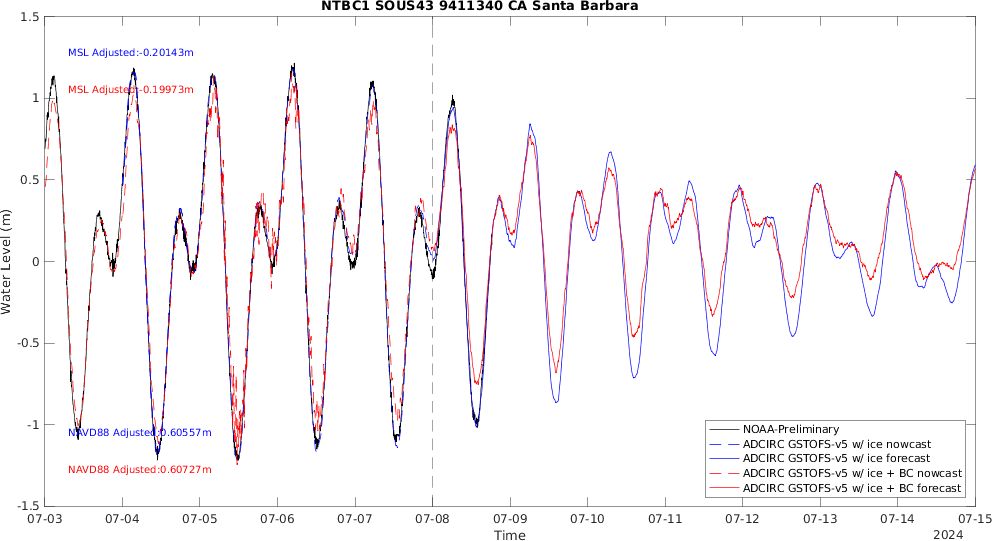 NTBC1 SOUS43 9411340 CA Santa Barbara
1.5
1
0.5
0
-0.5
-1
-1.5
Water Level (m)
MSL Adjusted:-0.20143m
MSL Adjusted:-0.19973m
NAVD88 Adjusted:0.60557m
NAVD88 Adjusted:0.60727m
NOAA-Preliminary
ADCIRC GSTOFS-v5 w/ ice nowcast
ADCIRC GSTOFS-v5 w/ ice forecast
ADCIRC GSTOFS-v5 w/ ice + BC nowcast
ADCIRC GSTOFS-v5 w/ ice + BC forecast
07-03 07-04 07-05 07-06 07-07 07-08 07-09 07-10 07-11 07-12 07-13 07-14 07-15
Time
2024